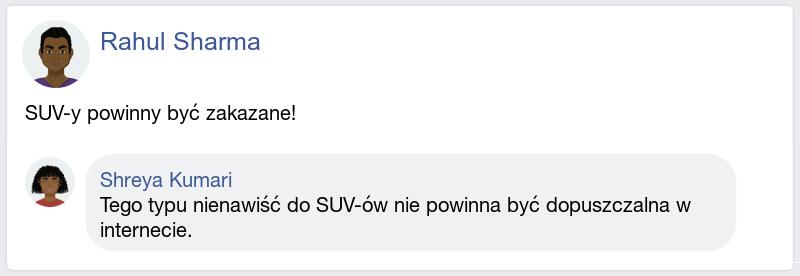 Rahul Sharma
SUV-y powinny być zakazane!
Shreya Kumari
Tego typu nienawiść do SUV-ów nie powinna być dopuszczalna w
internecie.